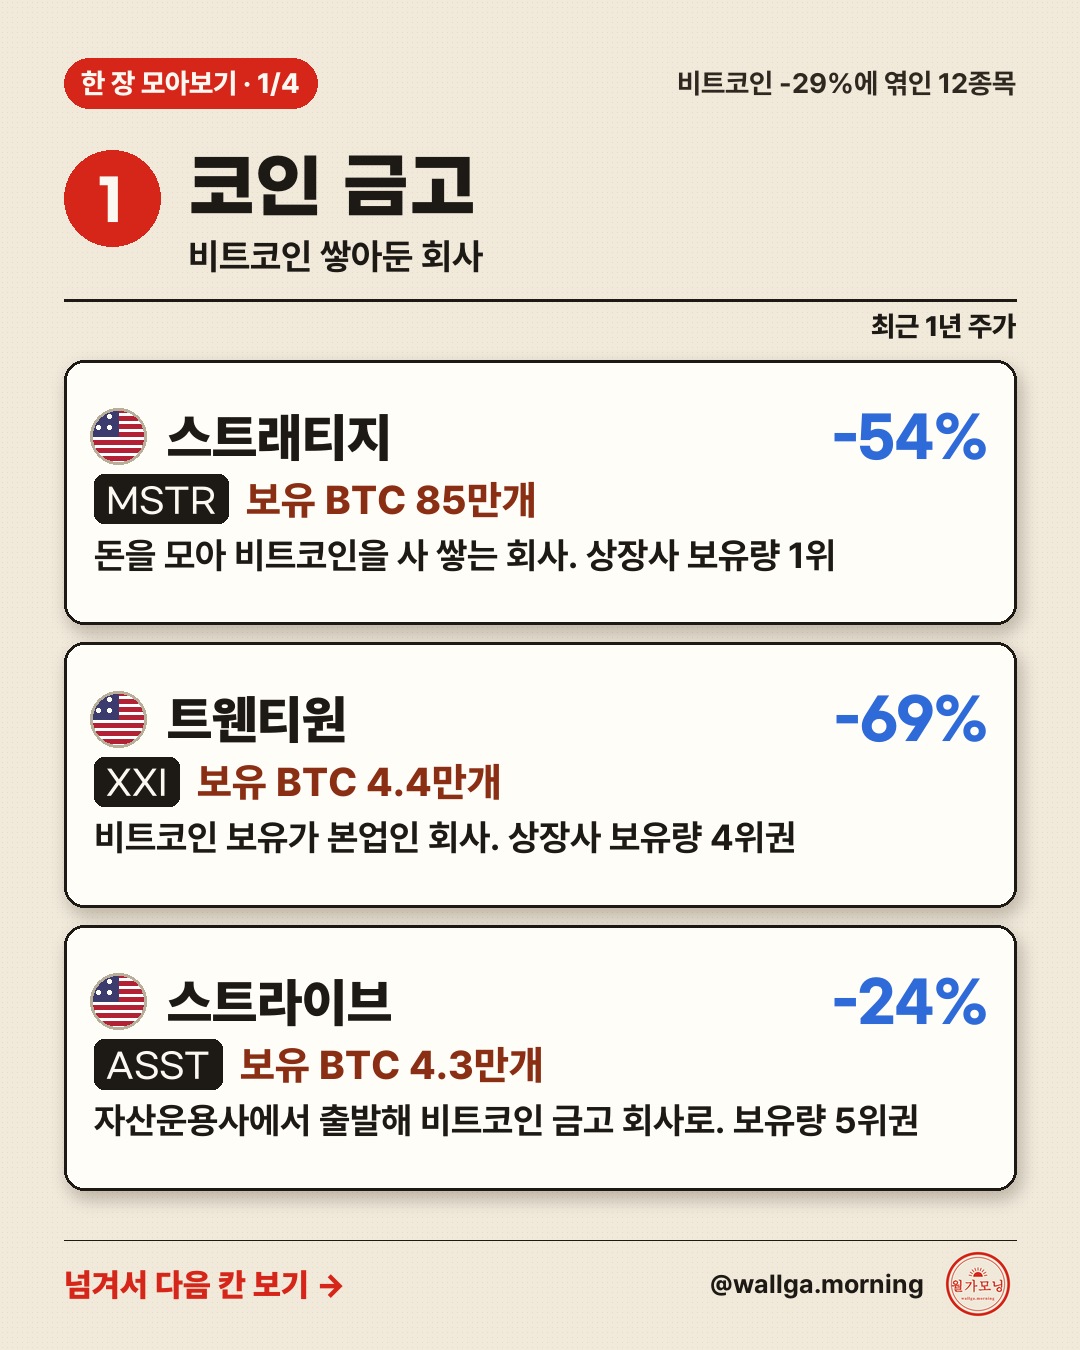 한 장 모아보기 · 1/4
비트코인 -29%에 엮인 12종목
1
코인 금고
비트코인 쌓아둔 회사
최근 1년 주가
스트래티지
-54%
MSTR 보유 BTC 85만개
돈을 모아 비트코인을 사 쌓는 회사. 상장사 보유량 1위
트웬티원
-69%
XXI 보유 BTC 4.4만개
비트코인 보유가 본업인 회사. 상장사 보유량 4위권
스트라이브
-24%
ASST 보유 BTC 4.3만개
자산운용사에서 출발해 비트코인 금고 회사로. 보유량 5위권
넘겨서 다음 칸 보기 →
@wallga.morning
월가모닝
wallga.morning